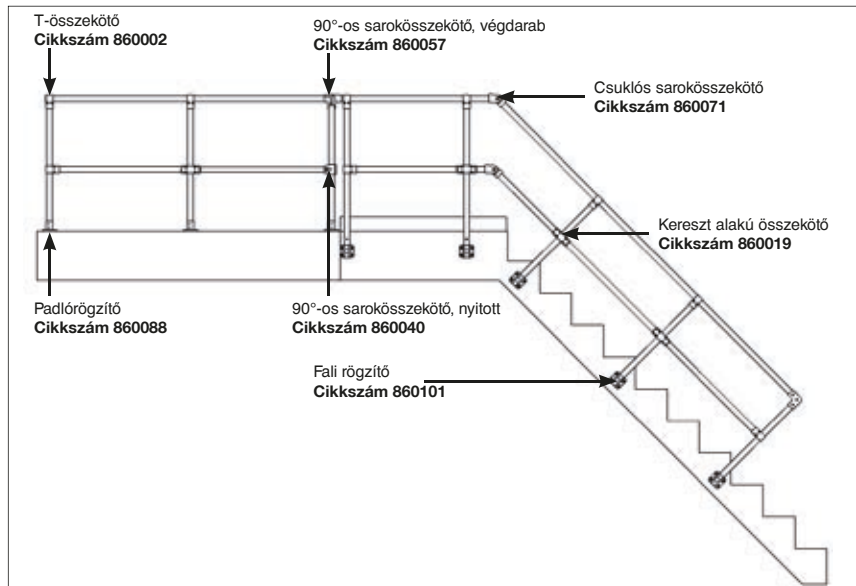 T-összekötő
Cikkszám 860002
90°-os sarokösszekötő, végdarab
Cikkszám 860057
Csuklós sarokösszekötő
Cikkszám 860071
Kereszt alakú összekötő
Cikkszám 860019
Padlórögzítő
Cikkszám 860088
90°-os sarokösszekötő, nyitott
Cikkszám 860040
Fali rögzítő
Cikkszám 860101